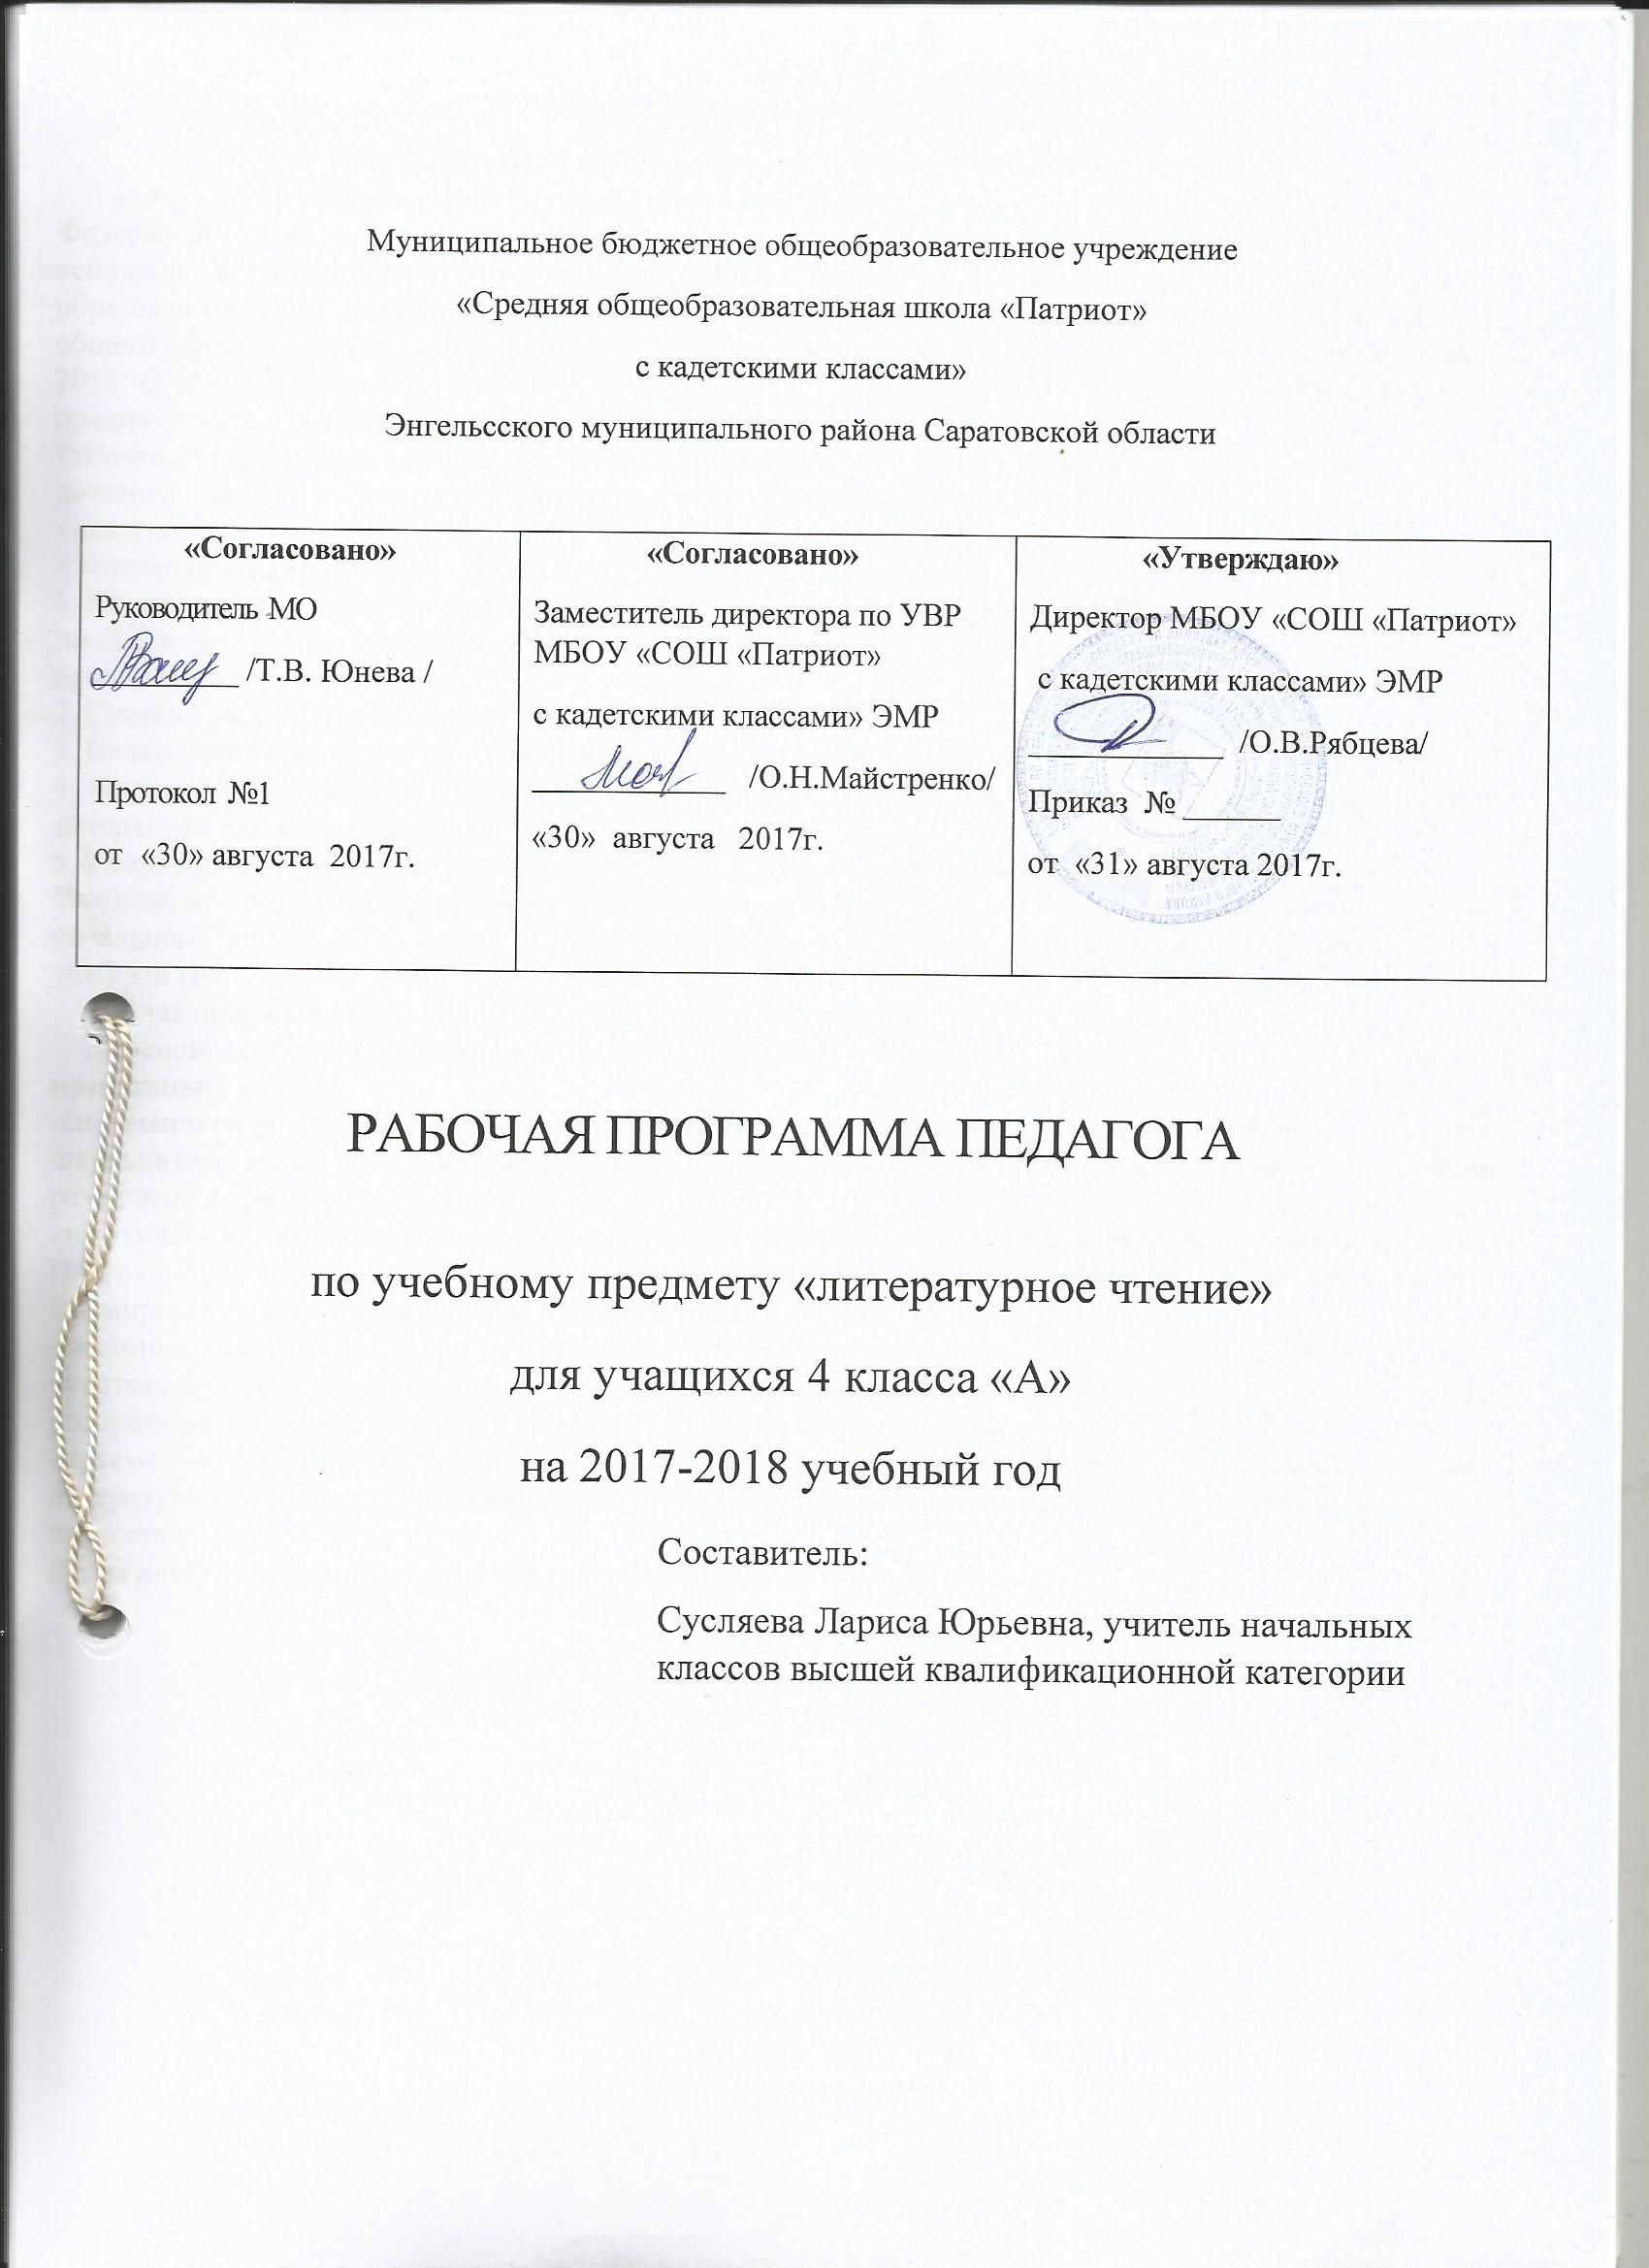 Муниципальное бюджетное общеобразовательное учреждение
«Средняя общеобразовательная школа «Патриот»
с кадетскими классами»
Энгельсского муниципального района Саратовской области
«Согласовано»
Руководитель МО
/Т.В. Юнева /
Протокол №1
от «30» августа 2017г.
«Согласовано»
Заместитель директора по УВР
МБОУ «СОШ «Патриот»
с кадетскими классами» ЭМР
/О.Н.Майстренко/
«30» августа 2017г.
«Утверждаю»
Директор МБОУ «СОШ «Патриот»
с кадетскими классами» ЭМР
/О.В.Рябцева/
Приказ № ______
от «31» августа 2017г.
РАБОЧАЯ ПРОГРАММА ПЕДАГОГА
по учебному предмету «литературное чтение»
для учащихся 4 класса «А»
на 2017-2018 учебный год
Составитель:
Сусляева Лариса Юрьевна, учитель начальных
классов высшей квалификационной категории